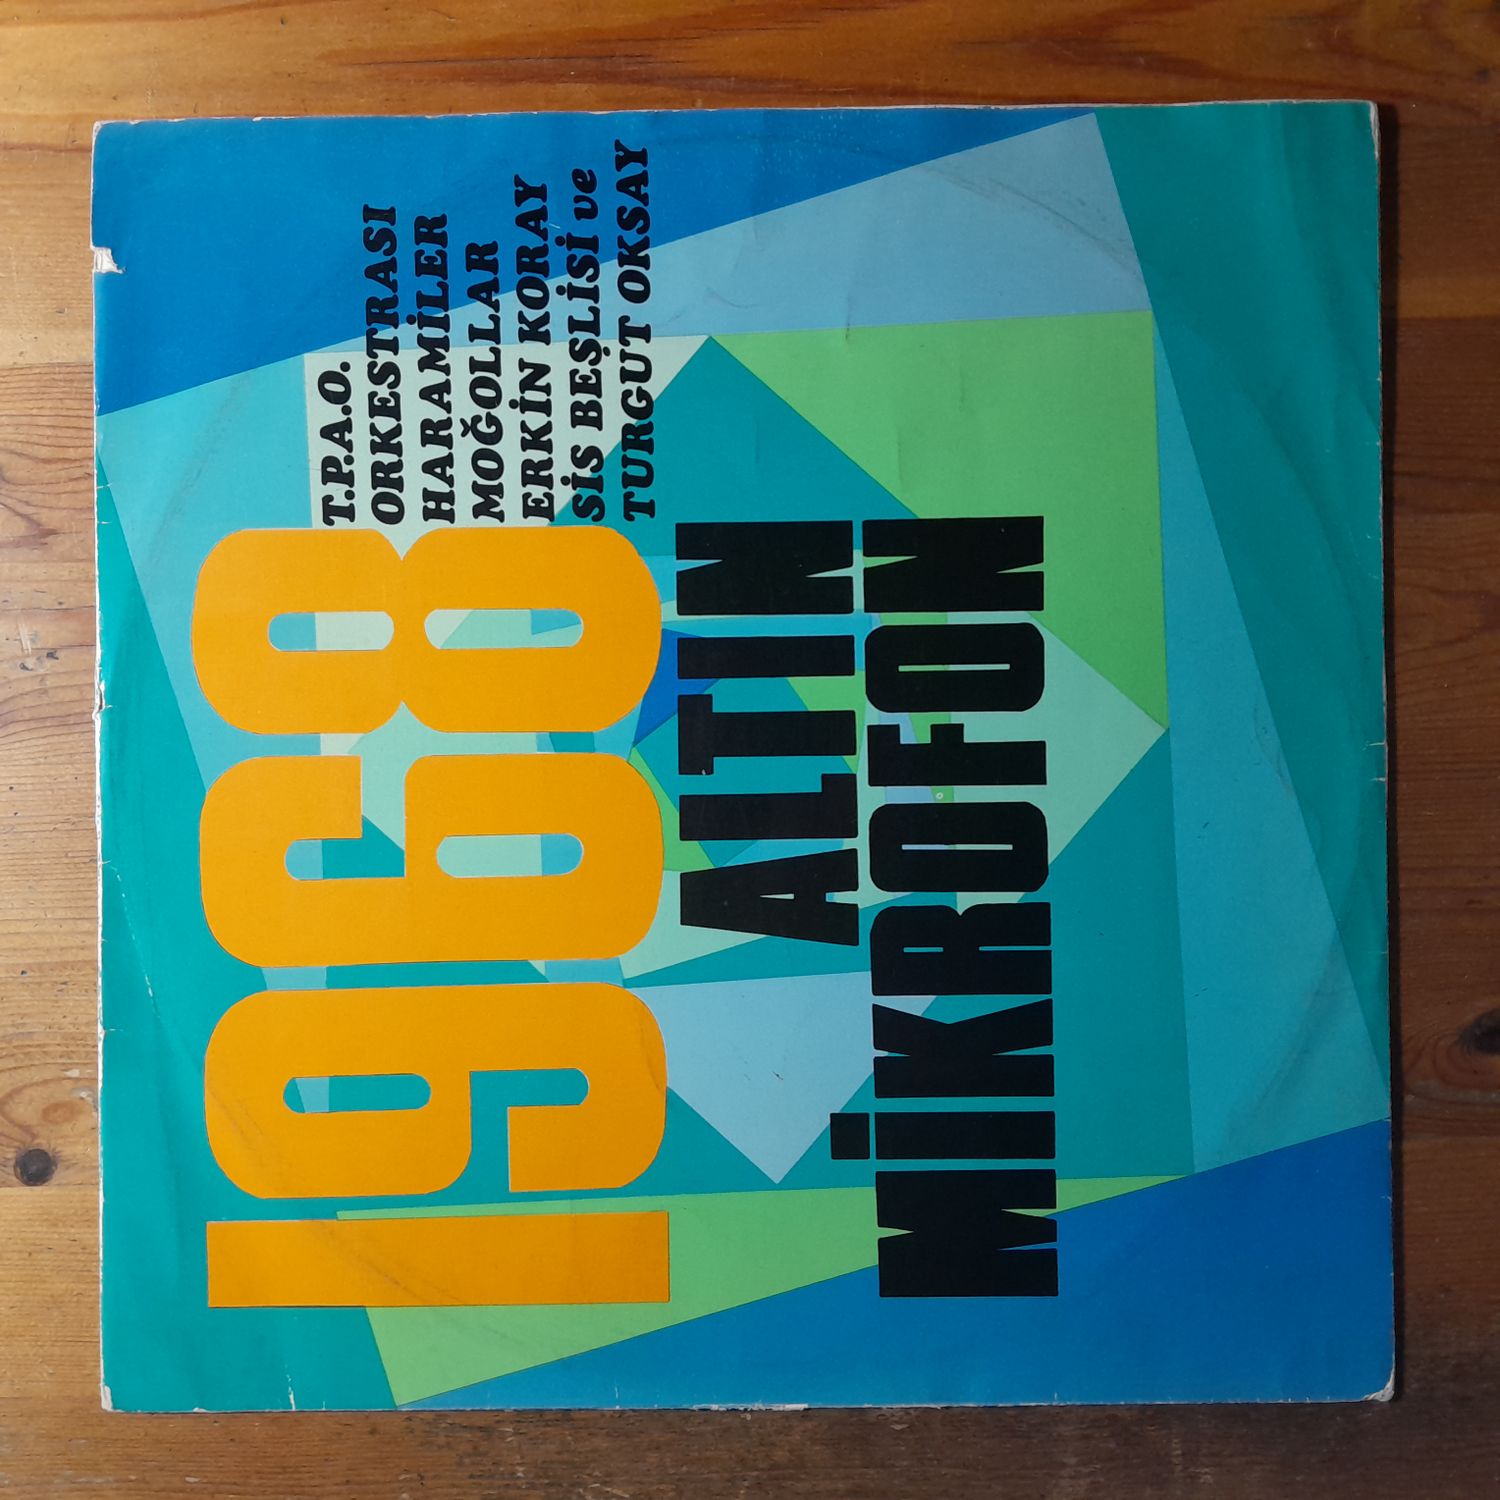 1968
T.P.A.O.
ORKESTRASI
HARAMİLER
MOĞOLLAR
ERKİN KORAY
SİS BEŞLİSİ ve
TURGUT OKSAY
ALTIN
MİKROFON